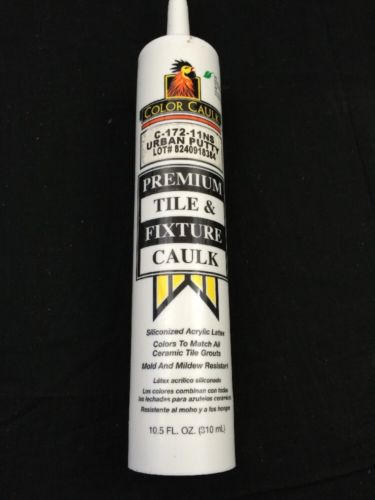 COLOR CAULK
C-172-11NS
URBAN PUTTY
LOT# 8240918384
PREMIUM
TILE &
FIXTURE
CAULK
Siliconized Acrylic Latex
Colors To Match All
Ceramic Tile Grouts
Mold And Mildew Resistant
Látex acrílico siliconado
Los colores combinan con todas
las lechadas para azulejos cerámicos
Resistente al moho y a los hongos
10.5 FL. OZ. (310 mL)